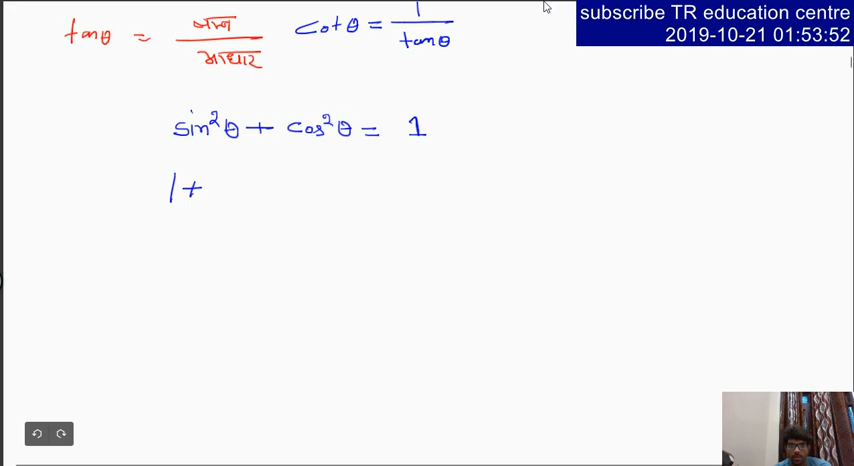 subscribe TR education centre
2019-10-21 01:53:52
tanθ = लम्ब / आधार cotθ = 1 / tanθ
sin²θ + cos²θ = 1
1 +